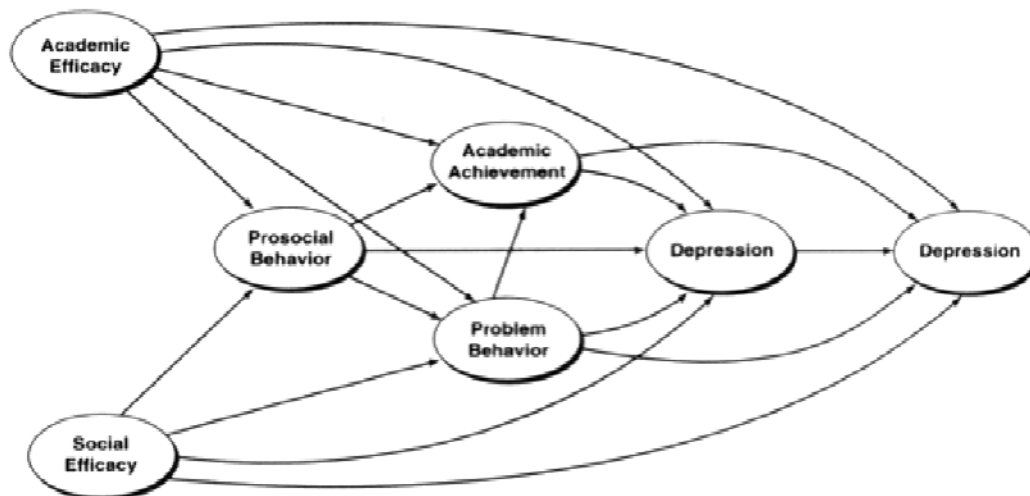 Academic
Efficacy
Academic
Achievement
Prosocial
Behavior
Depression
Depression
Problem
Behavior
Social
Efficacy